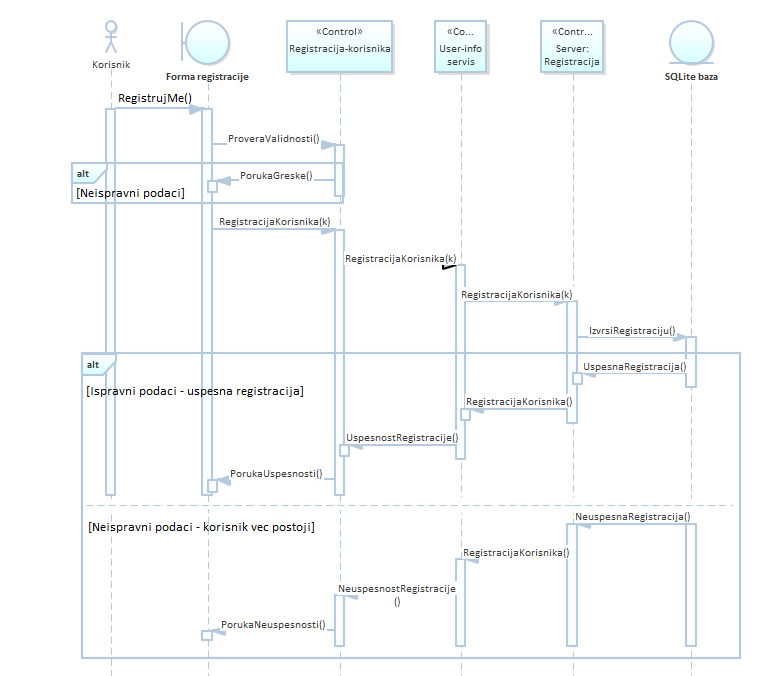 «Control»
Registracija-korisnika
«Co...
User-info
servis
«Contr...
Server:
Registracija
Korisnik
Forma registracije
SQLite baza
RegistrujMe()
ProveraValidnosti()
alt
PorukaGreske()
[Neispravni podaci]
RegistracijaKorisnika(k)
RegistracijaKorisnika(k)
RegistracijaKorisnika(k)
IzvrsiRegistraciju()
alt
UspesnaRegistracija()
[Ispravni podaci - uspesna registracija]
RegistracijaKorisnika()
UspesnostRegistracije()
PorukaUspesnosti()
NeuspesnaRegistracija()
[Neispravni podaci - korisnik vec postoji]
RegistracijaKorisnika()
NeuspesnostRegistracije
()
PorukaNeuspesnosti()